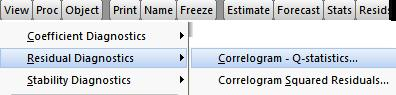 View Proc Object Print Name Freeze Estimate Forecast Stats Resids
Coefficient Diagnostics
Residual Diagnostics Correlogram - Q-statistics...
Stability Diagnostics Correlogram Squared Residuals...